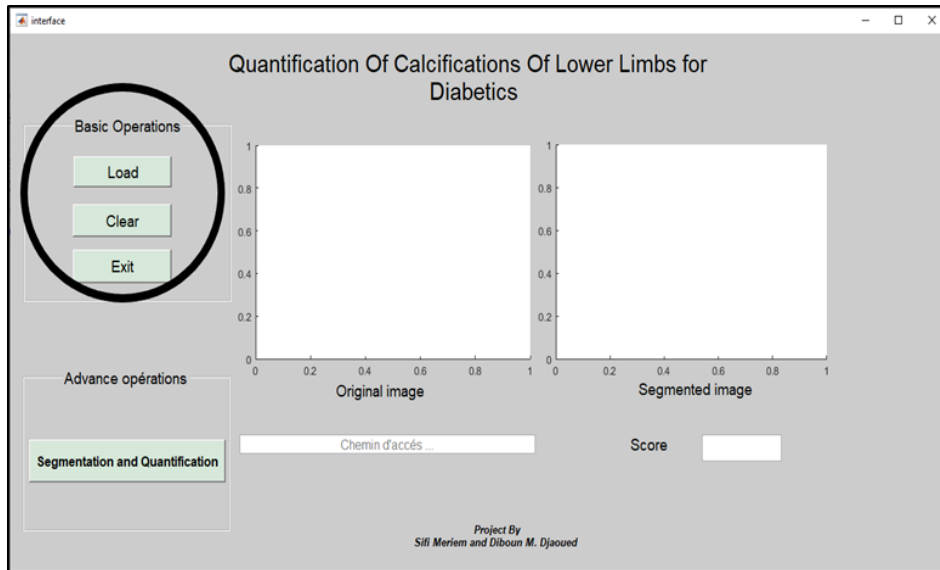 interface
Quantification Of Calcifications Of Lower Limbs for
Diabetics
Basic Operations
Load
Clear
Exit
1
0.8
0.6
0.4
0.2
0
0 0.2 0.4 0.6 0.8 1
Original image
1
0.8
0.6
0.4
0.2
0
0 0.2 0.4 0.6 0.8 1
Segmented image
Advance opérations
Segmentation and Quantification
Chemin d'accés ...
Score
Project By
Sifi Meriem and Diboun M. Djaoued